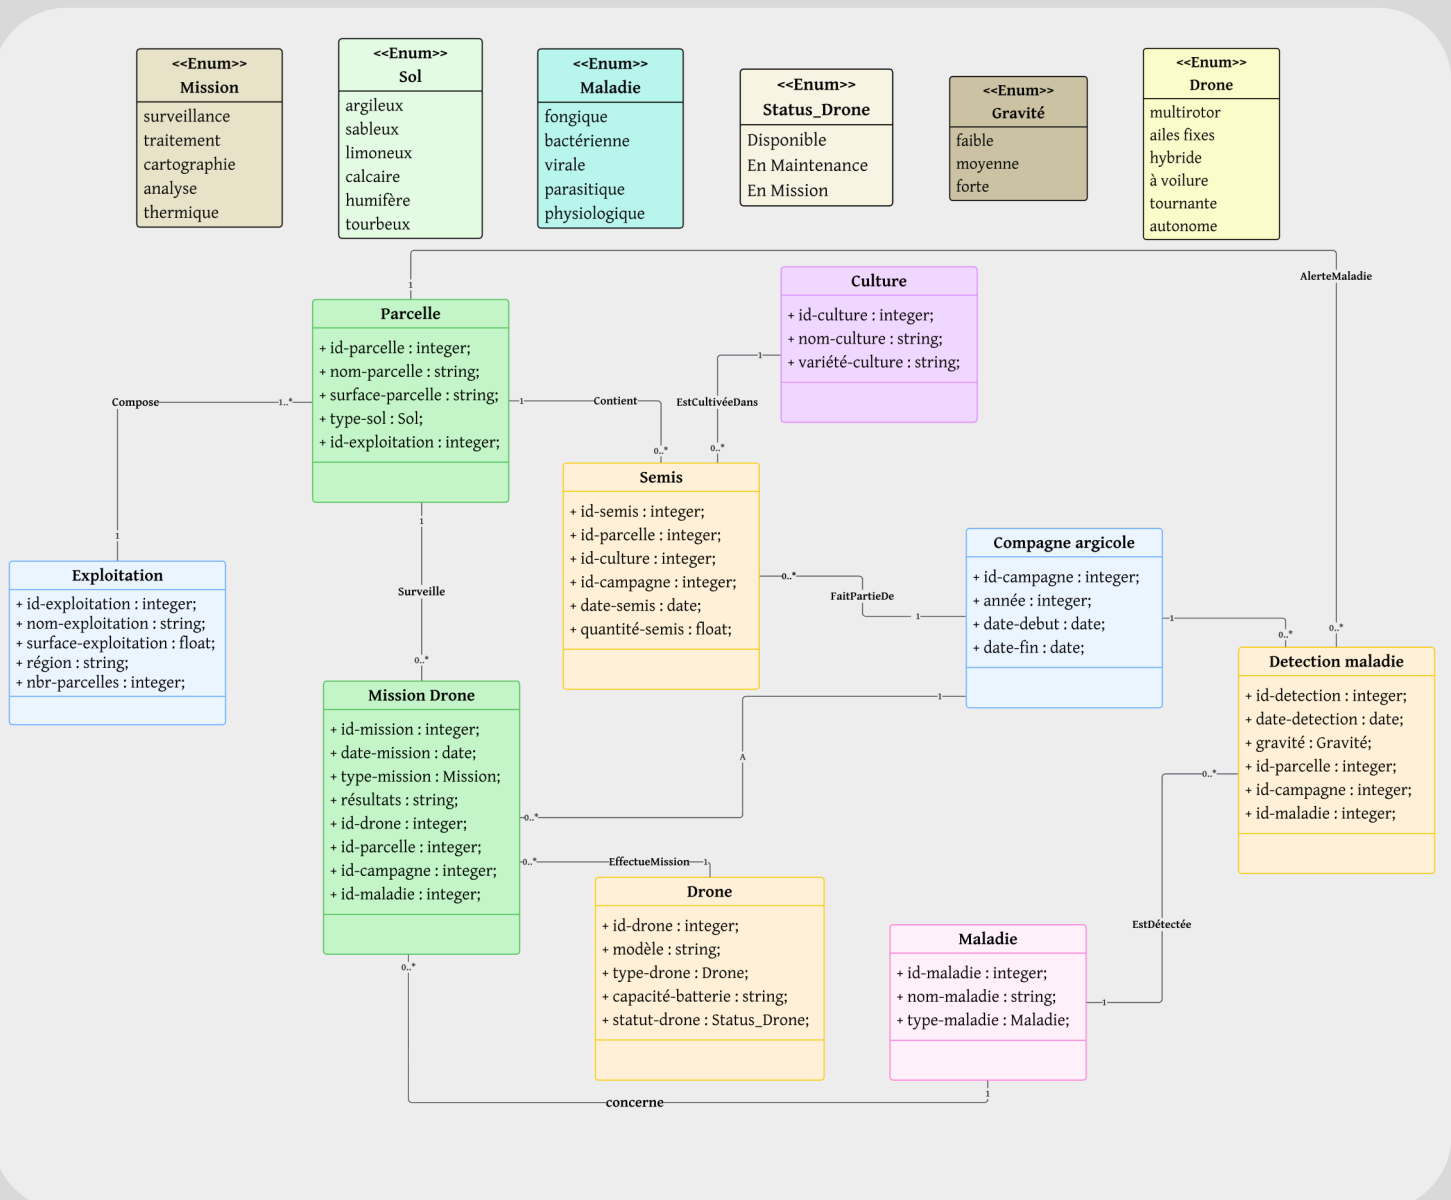 <<Enum>>
Mission
surveillance
traitement
cartographie
analyse
thermique
<<Enum>>
Sol
argileux
sableux
limoneux
calcaire
humifère
tourbeux
<<Enum>>
Maladie
fongique
bactérienne
virale
parasitique
physiologique
<<Enum>>
Status_Drone
Disponible
En Maintenance
En Mission
<<Enum>>
Gravité
faible
moyenne
forte
<<Enum>>
Drone
multirotor
ailes fixes
hybride
à voilure
tournante
autonome
AlerteMaladie
1
0..*
Parcelle
+ id-parcelle : integer;
+ nom-parcelle : string;
+ surface-parcelle : string;
+ type-sol : Sol;
+ id-exploitation : integer;
Culture
+ id-culture : integer;
+ nom-culture : string;
+ variété-culture : string;
Compose
1..*
1
1
Contient
0..*
1
EstCultivéeDans
0..*
Semis
+ id-semis : integer;
+ id-parcelle : integer;
+ id-culture : integer;
+ id-campagne : integer;
+ date-semis : date;
+ quantité-semis : float;
Exploitation
+ id-exploitation : integer;
+ nom-exploitation : string;
+ surface-exploitation : float;
+ région : string;
+ nbr-parcelles : integer;
1
Surveille
0..*
0..*
FaitPartieDe
1
Compagne argicole
+ id-campagne : integer;
+ année : integer;
+ date-debut : date;
+ date-fin : date;
1
0..*
Detection maladie
+ id-detection : integer;
+ date-detection : date;
+ gravité : Gravité;
+ id-parcelle : integer;
+ id-campagne : integer;
+ id-maladie : integer;
Mission Drone
+ id-mission : integer;
+ date-mission : date;
+ type-mission : Mission;
+ résultats : string;
+ id-drone : integer;
+ id-parcelle : integer;
+ id-campagne : integer;
+ id-maladie : integer;
1
A
0..*
0..*
EffectueMission
1
Drone
+ id-drone : integer;
+ modèle : string;
+ type-drone : Drone;
+ capacité-batterie : string;
+ statut-drone : Status_Drone;
0..*
EstDétectée
1
Maladie
+ id-maladie : integer;
+ nom-maladie : string;
+ type-maladie : Maladie;
0..*
concerne
1